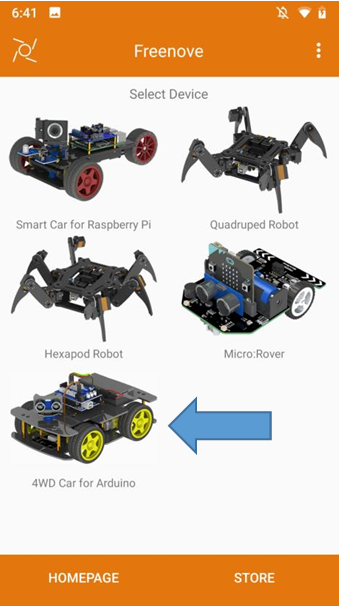 6:41
Freenove
Select Device
Smart Car for Raspberry Pi
Quadruped Robot
Hexapod Robot
Micro:Rover
4WD Car for Arduino
HOMEPAGE
STORE